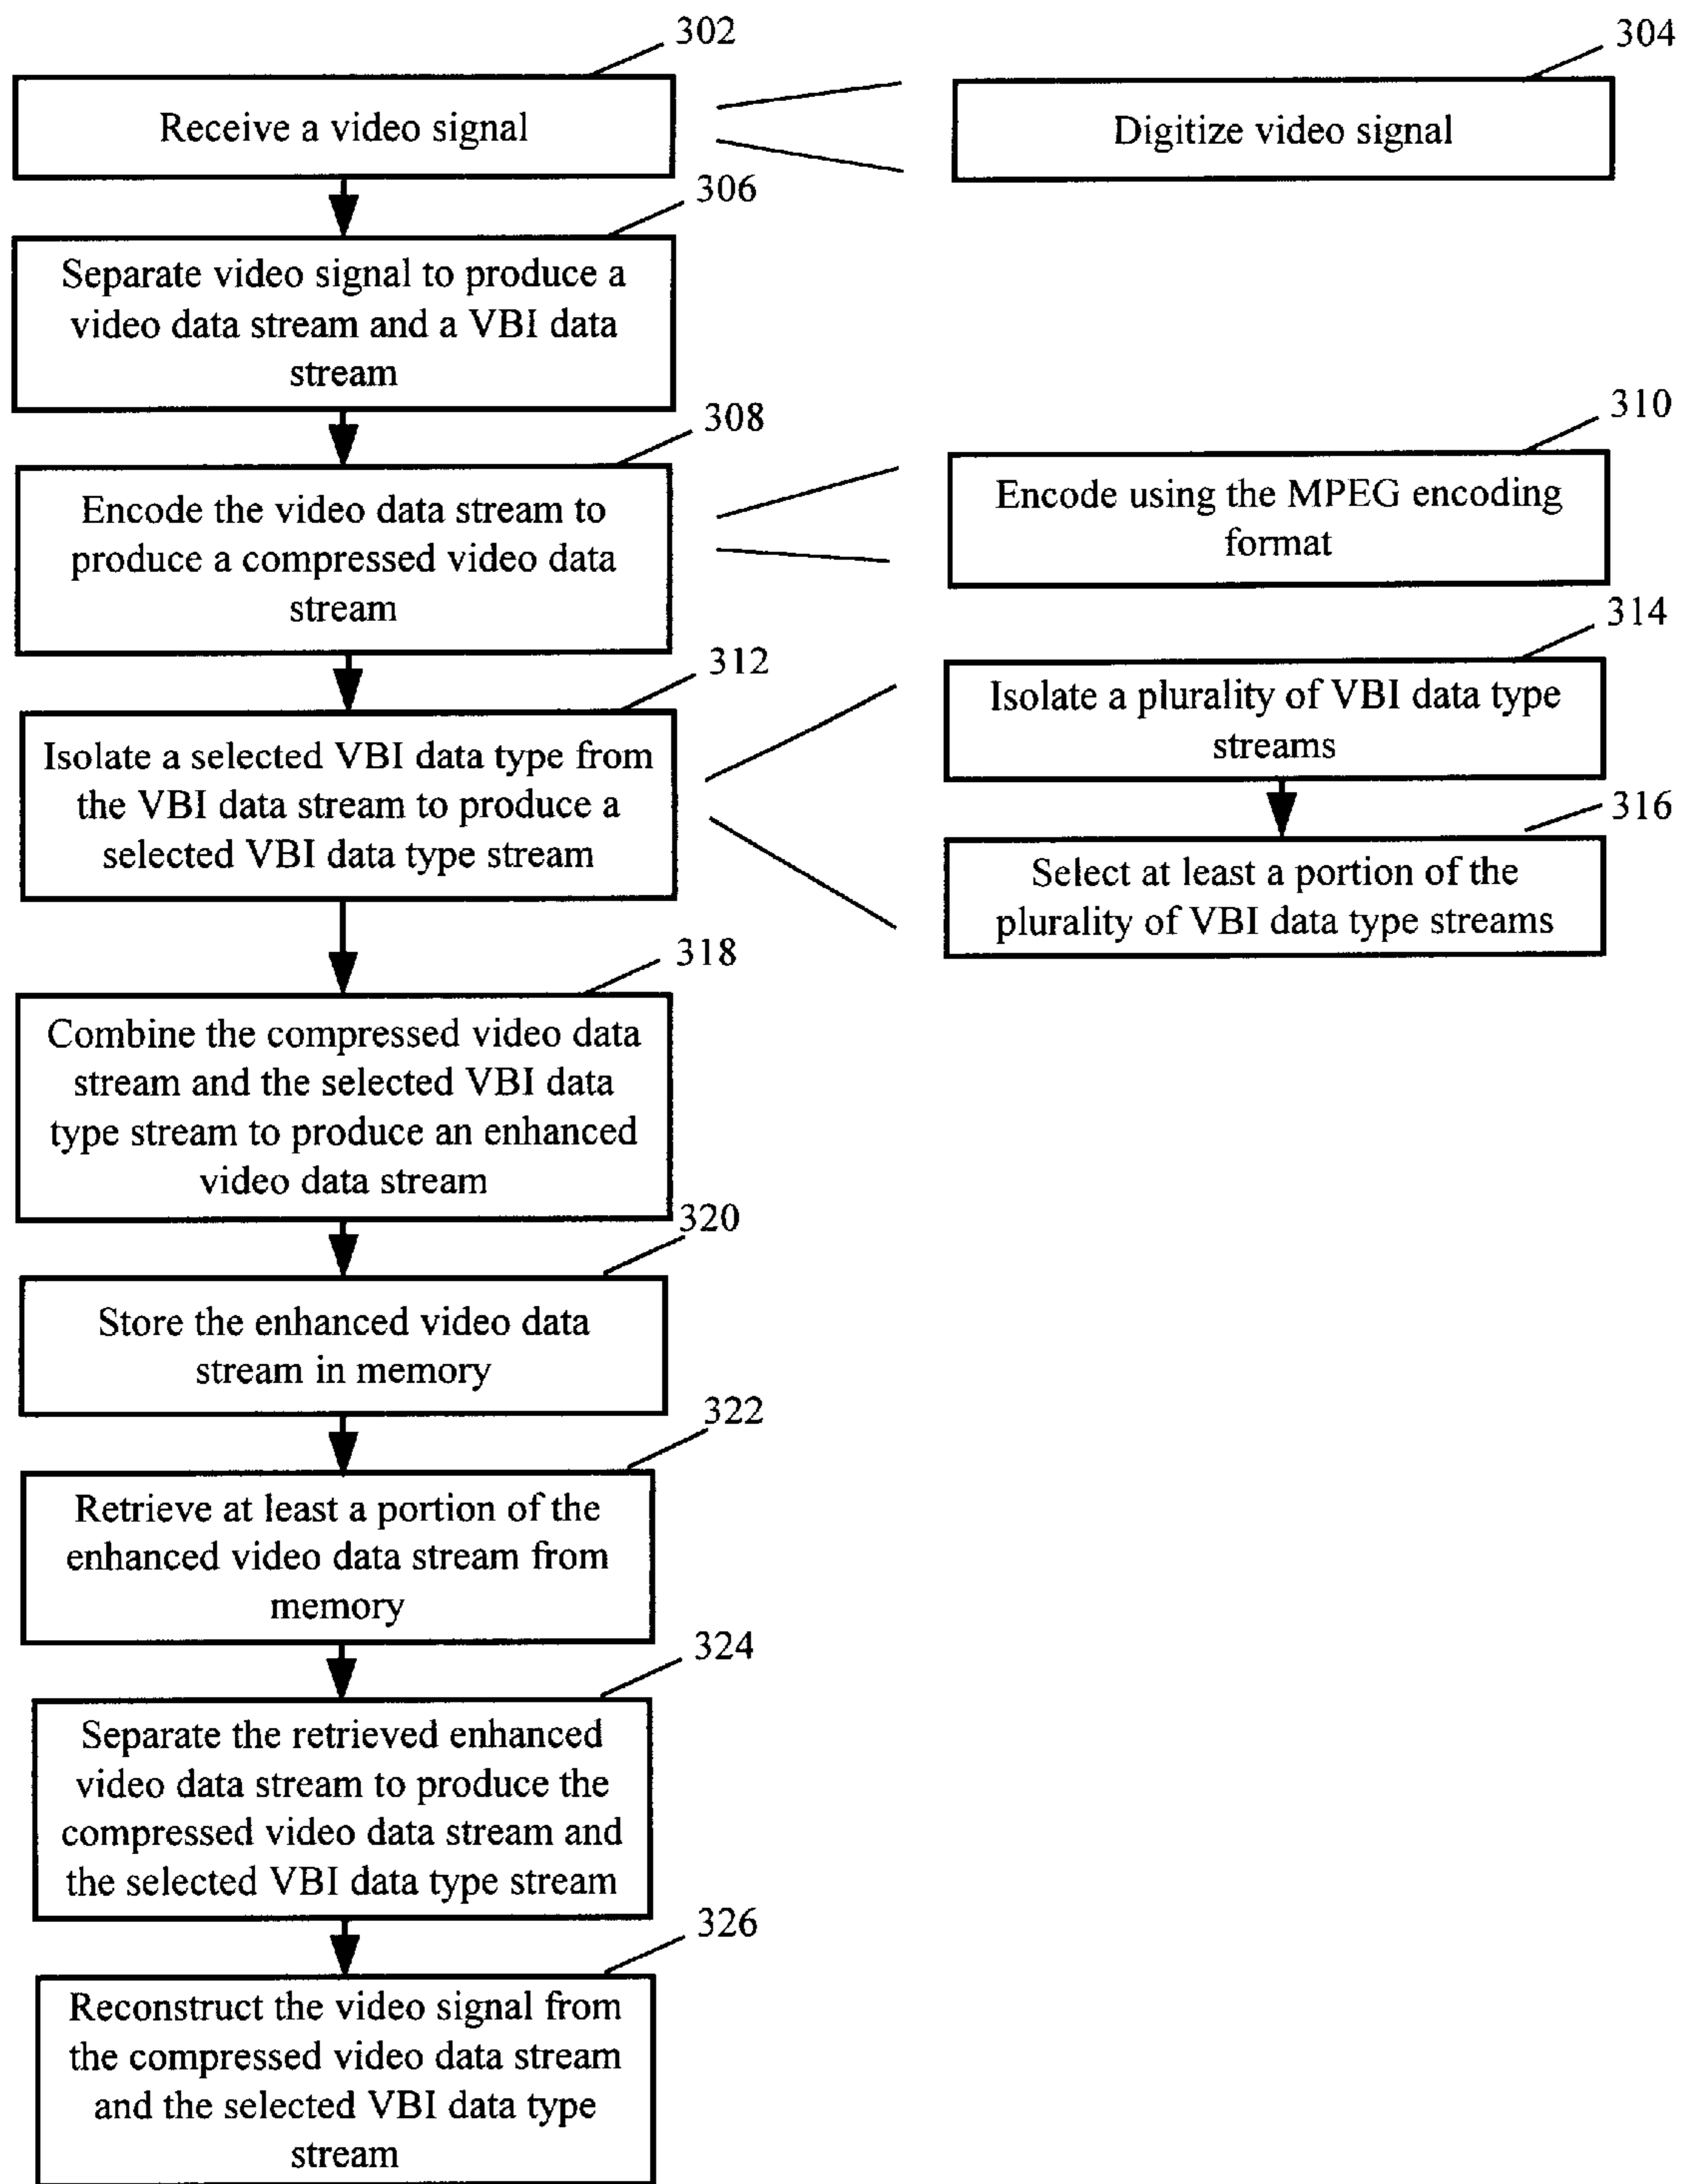 302
Receive a video signal
304
Digitize video signal
306
Separate video signal to produce a
video data stream and a VBI data
stream
308
Encode the video data stream to
produce a compressed video data
stream
310
Encode using the MPEG encoding
format
312
Isolate a selected VBI data type from
the VBI data stream to produce a
selected VBI data type stream
314
Isolate a plurality of VBI data type
streams
316
Select at least a portion of the
plurality of VBI data type streams
318
Combine the compressed video data
stream and the selected VBI data
type stream to produce an enhanced
video data stream
320
Store the enhanced video data
stream in memory
322
Retrieve at least a portion of the
enhanced video data stream from
memory
324
Separate the retrieved enhanced
video data stream to produce the
compressed video data stream and
the selected VBI data type stream
326
Reconstruct the video signal from
the compressed video data stream
and the selected VBI data type
stream